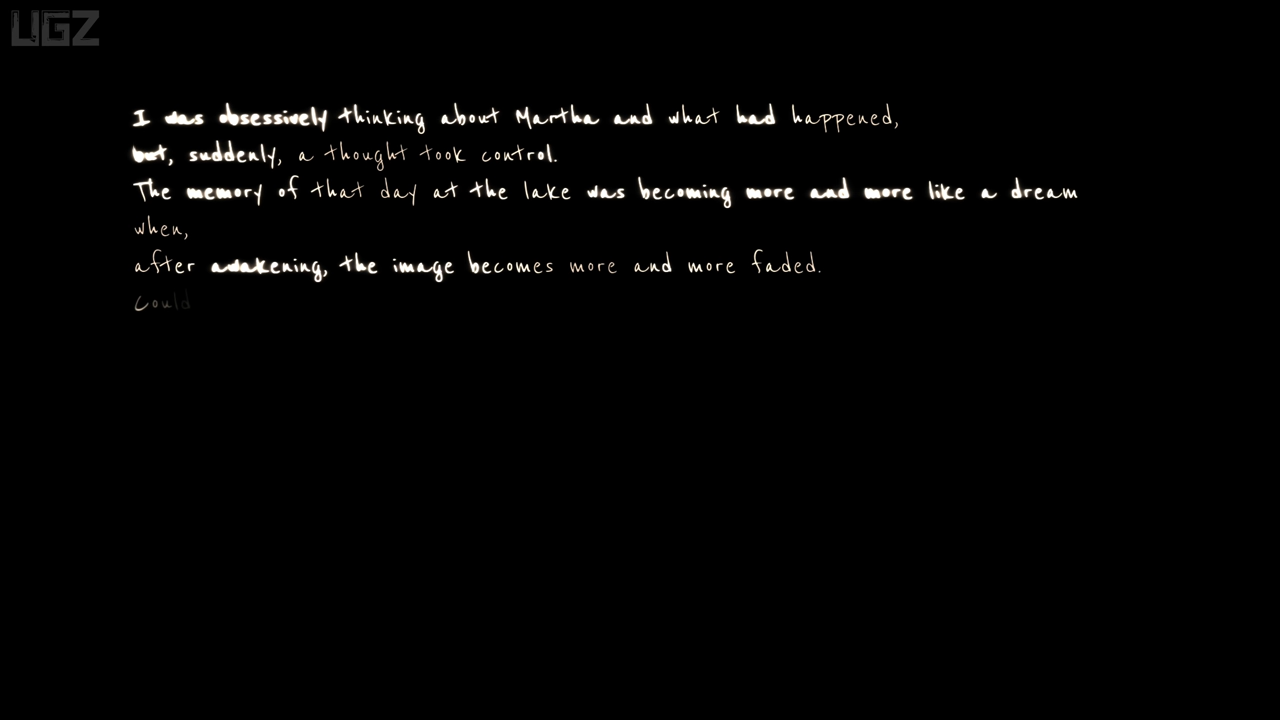 UGZ
I was obsessively thinking about Martha and what had happened,
but, suddenly, a thought took control.
The memory of that day at the lake was becoming more and more like a dream
when,
after awakening, the image becomes more and more faded.
could